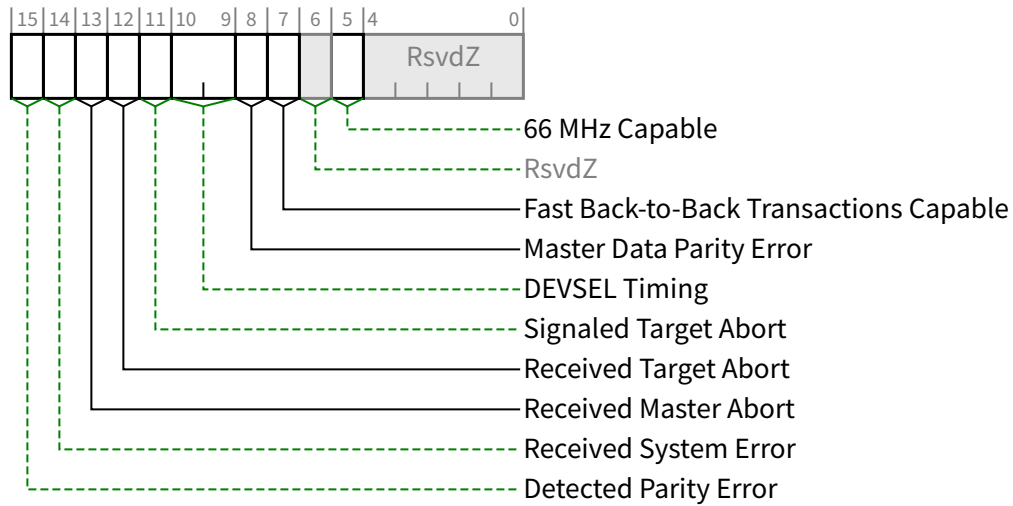 15 14 13 12 11 10 9 8 7 6 5 4 0
RsvdZ
66 MHz Capable
RsvdZ
Fast Back-to-Back Transactions Capable
Master Data Parity Error
DEVSEL Timing
Signaled Target Abort
Received Target Abort
Received Master Abort
Received System Error
Detected Parity Error